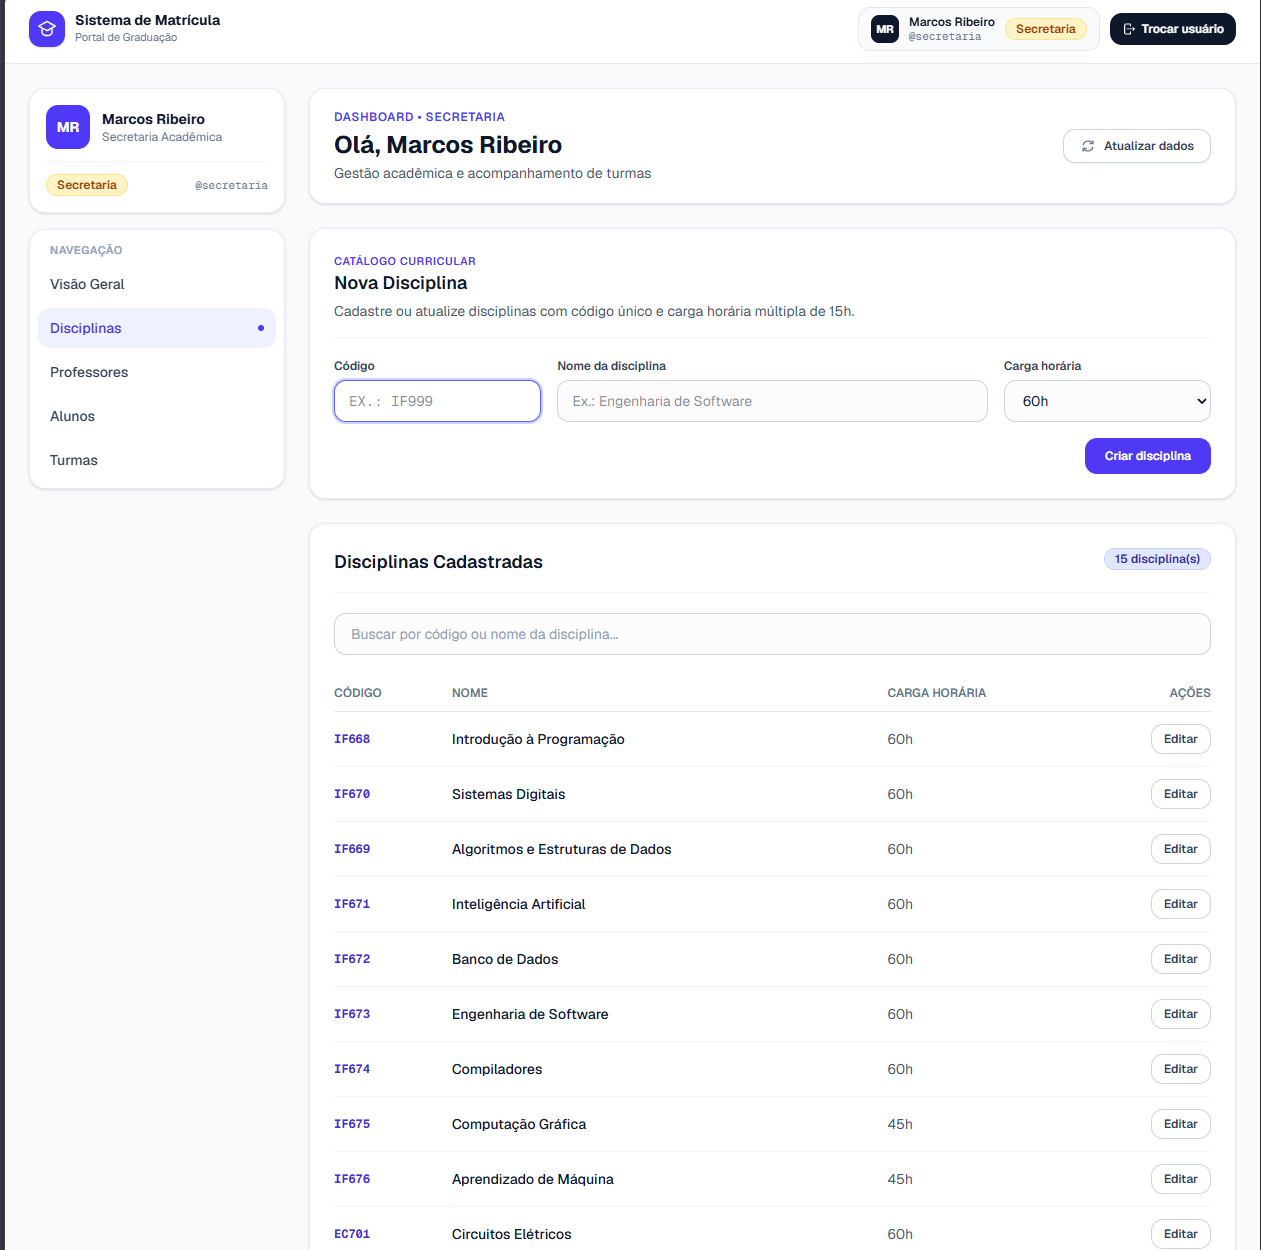 Sistema de Matrícula
Portal de Graduação
MR
Marcos Ribeiro
@secretaria
Secretaria
Trocar usuário
MR
Marcos Ribeiro
Secretaria Acadêmica
Secretaria
@secretaria
NAVEGAÇÃO
Visão Geral
Disciplinas
Professores
Alunos
Turmas
DASHBOARD • SECRETARIA
Olá, Marcos Ribeiro
Gestão acadêmica e acompanhamento de turmas
Atualizar dados
CATÁLOGO CURRICULAR
Nova Disciplina
Cadastre ou atualize disciplinas com código único e carga horária múltipla de 15h.
Código
Nome da disciplina
Carga horária
EX.: IF999
Ex.: Engenharia de Software
60h
Criar disciplina
Disciplinas Cadastradas
15 disciplina(s)
Buscar por código ou nome da disciplina...
CÓDIGO NOME CARGA HORÁRIA AÇÕES
IF668 Introdução à Programação 60h Editar
IF670 Sistemas Digitais 60h Editar
IF669 Algoritmos e Estruturas de Dados 60h Editar
IF671 Inteligência Artificial 60h Editar
IF672 Banco de Dados 60h Editar
IF673 Engenharia de Software 60h Editar
IF674 Compiladores 60h Editar
IF675 Computação Gráfica 45h Editar
IF676 Aprendizado de Máquina 45h Editar
EC701 Circuitos Elétricos 60h Editar